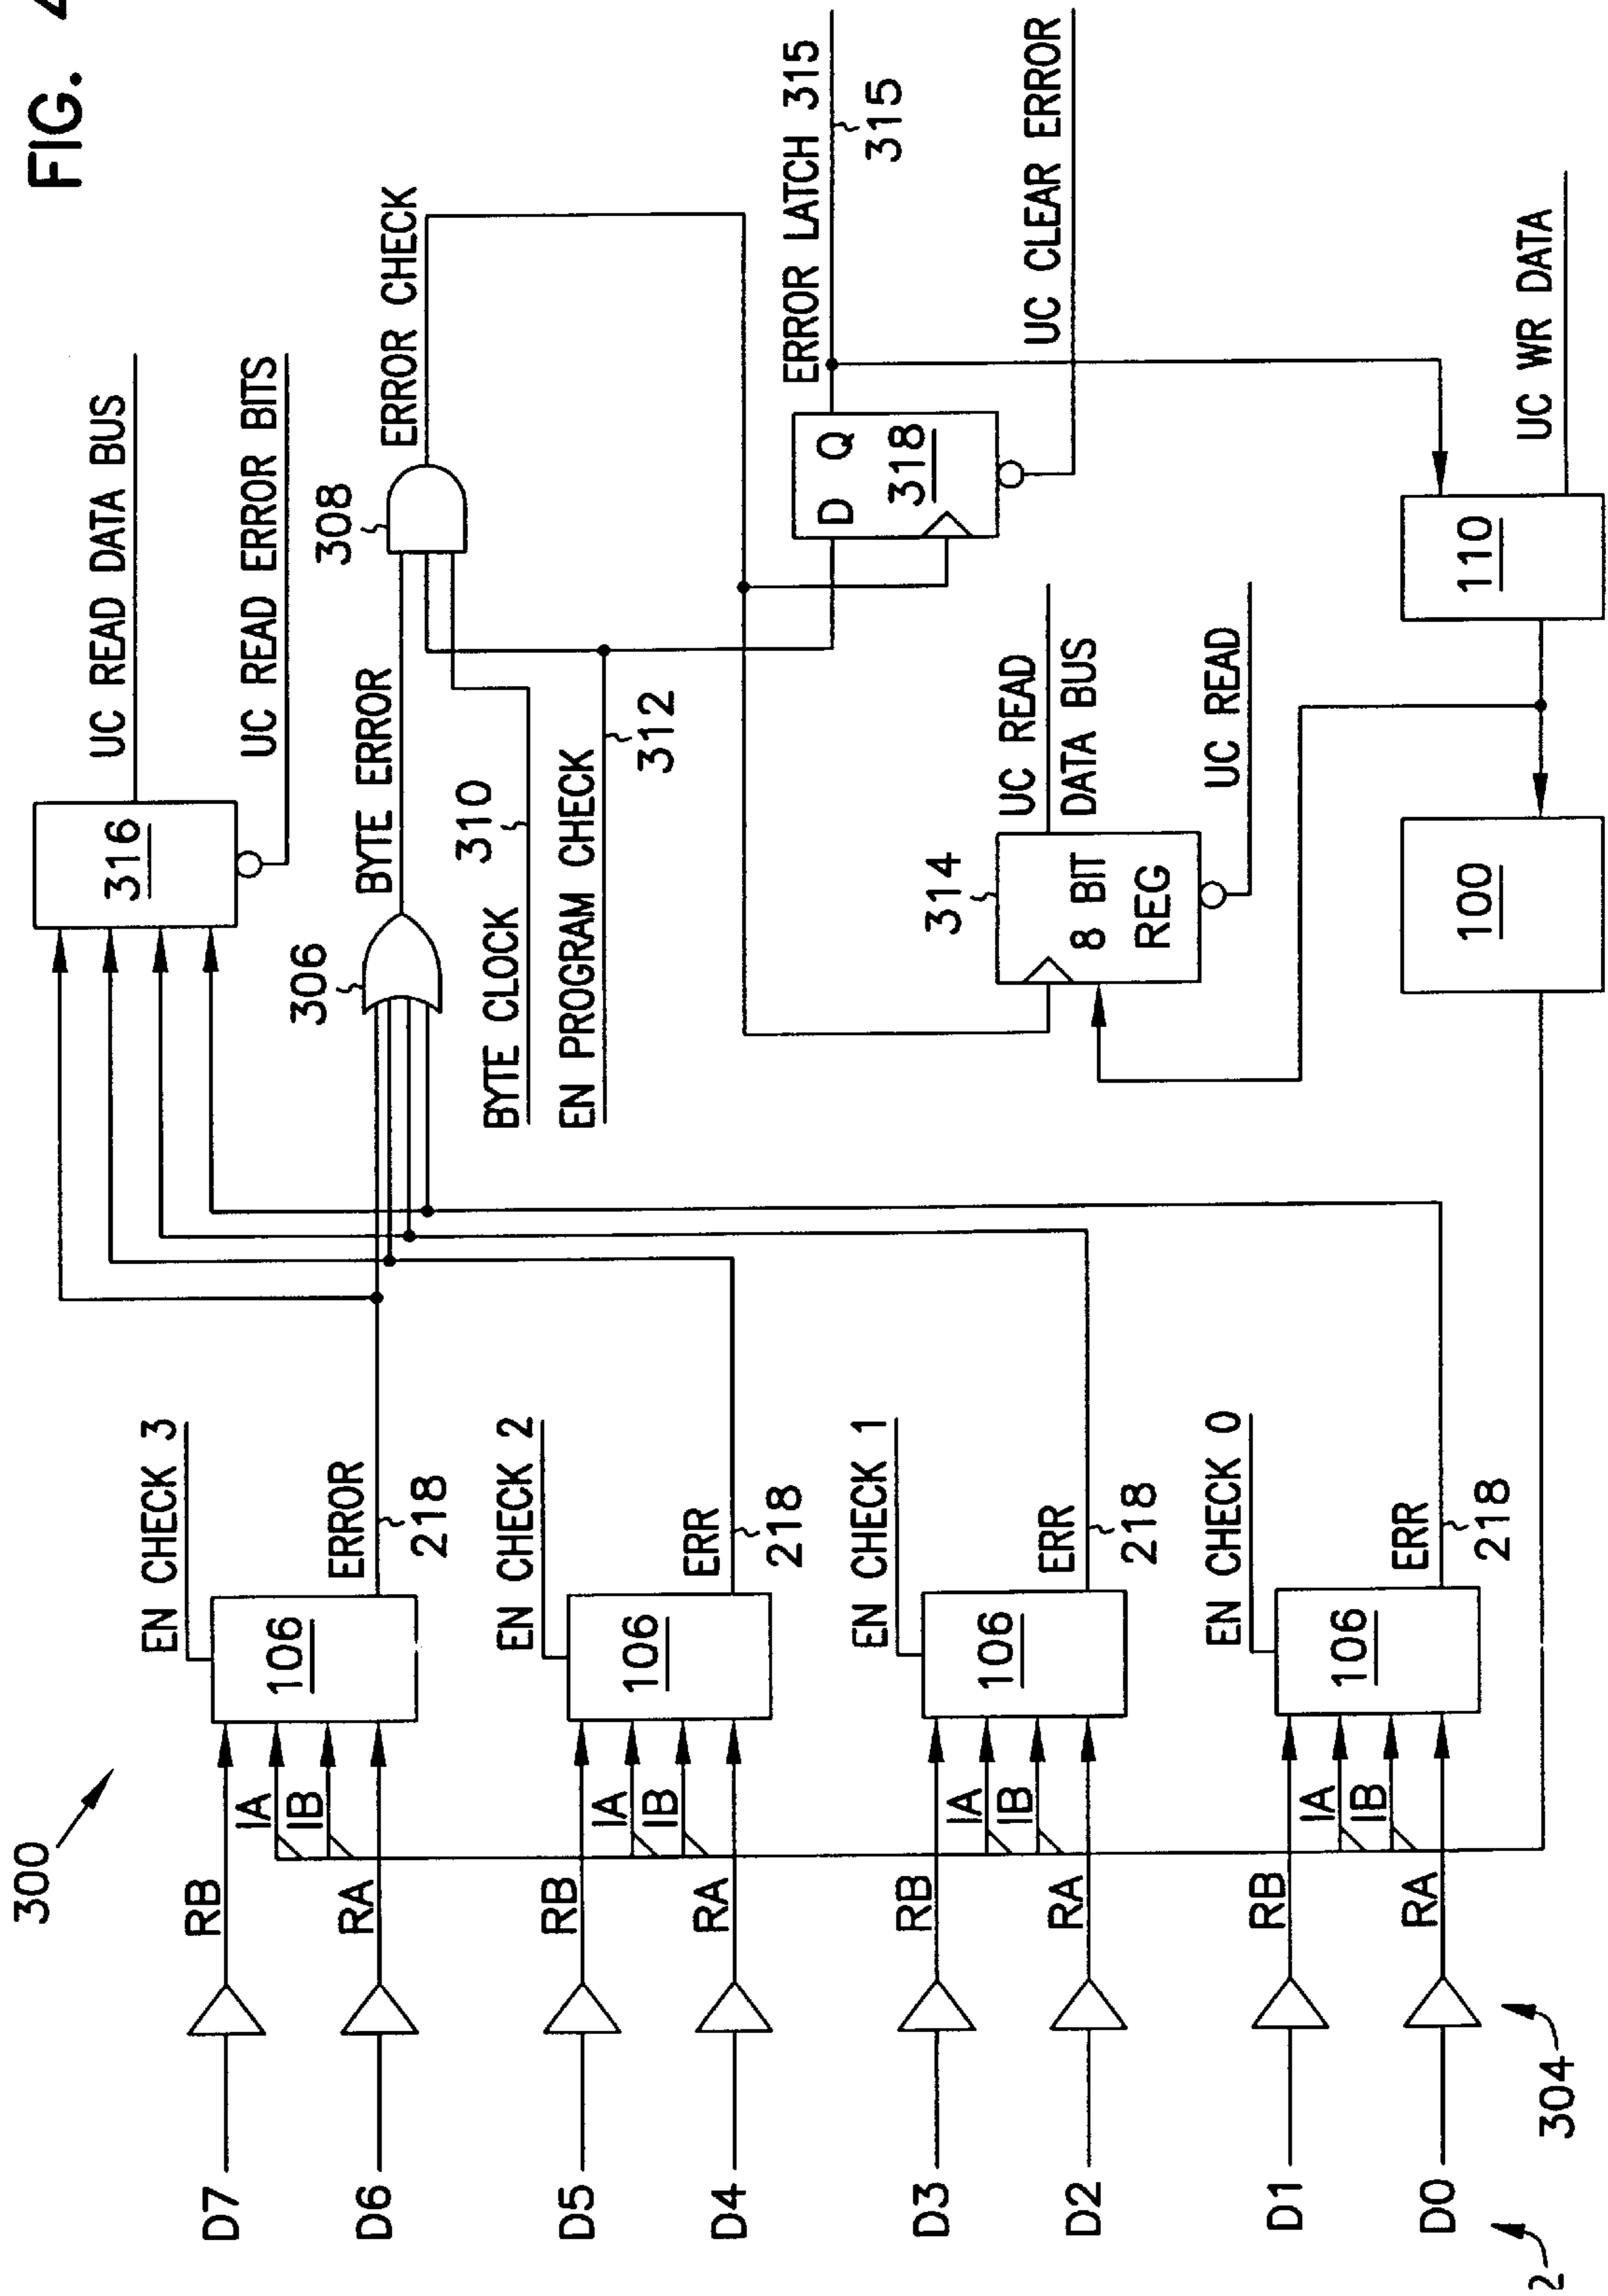 FIG. 4
300
D7
RB
IA
IB
D6
RA
106
EN CHECK 3
ERROR
218
D5
RB
IA
IB
D4
RA
106
EN CHECK 2
ERR
218
D3
RB
IA
IB
D2
RA
106
EN CHECK 1
ERR
218
D1
RB
IA
IB
D0
RA
106
EN CHECK 0
ERR
218
304
2
316
UC READ DATA BUS
UC READ ERROR BITS
306
BYTE ERROR
308
ERROR CHECK
BYTE CLOCK
310
EN PROGRAM CHECK
312
D Q
318
ERROR LATCH 315
315
UC CLEAR ERROR
314
8 BIT
REG
UC READ
DATA BUS
UC READ
100
110
UC WR DATA